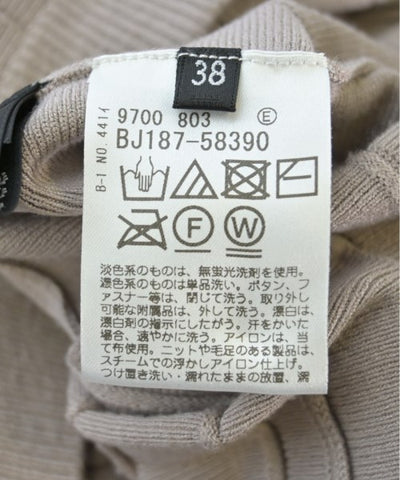 38
9700 803 Ⓔ
BJ187-58390
B-1 NO.4414
F W
淡色系のものは、無蛍光洗剤を使用。
濃色系のものは単品洗い。ボタン、フ
ァスナー等は、閉じて洗う。取り外し
可能な附属品は、外して洗う。漂白は、
漂白剤の指示にしたがう。汗をかいた
場合、速やかに洗う。アイロンは、当
て布使用。ニットや毛足のある製品は、
スチームでの浮かしアイロン仕上げ。
つけ置き洗い・濡れたままの放置、濡